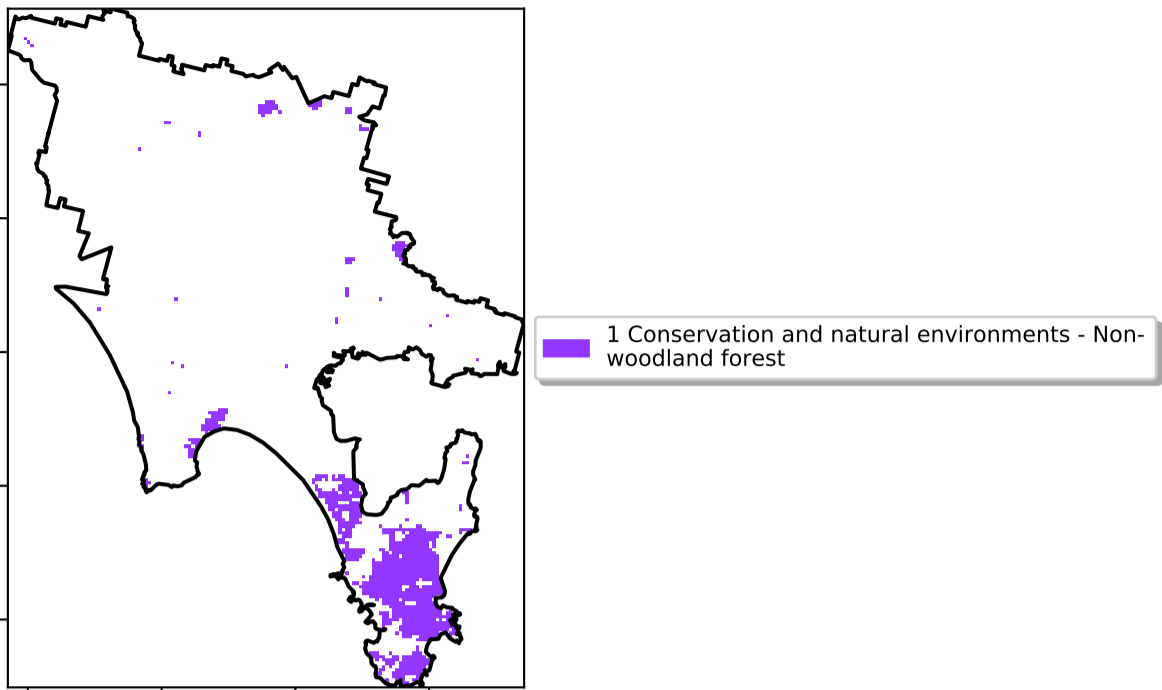 1 Conservation and natural environments - Non-
woodland forest